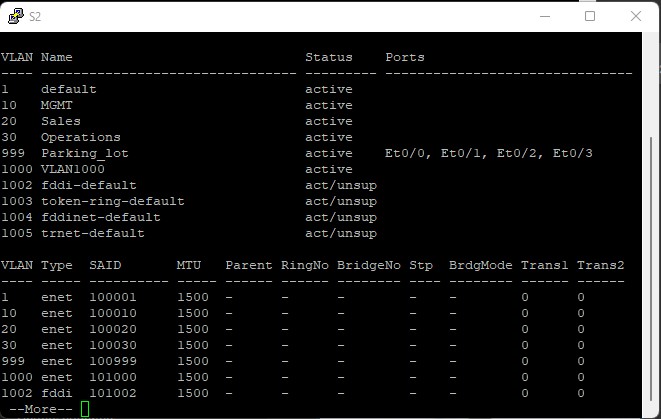 S2
VLAN Name                             Status    Ports
---- -------------------------------- --------- -------------------------------
1    default                          active
10   MGMT                             active
20   Sales                            active
30   Operations                       active
999  Parking_lot                      active    Et0/0, Et0/1, Et0/2, Et0/3
1000 VLAN1000                         active
1002 fddi-default                     act/unsup
1003 token-ring-default               act/unsup
1004 fddinet-default                  act/unsup
1005 trnet-default                    act/unsup
VLAN Type  SAID       MTU   Parent RingNo BridgeNo Stp  BrdgMode Trans1 Trans2
---- ----- ---------- ----- ------ ------ -------- ---- -------- ------ ------
1    enet  100001     1500  -      -      -        -    -        0      0
10   enet  100010     1500  -      -      -        -    -        0      0
20   enet  100020     1500  -      -      -        -    -        0      0
30   enet  100030     1500  -      -      -        -    -        0      0
999  enet  100999     1500  -      -      -        -    -        0      0
1000 enet  101000     1500  -      -      -        -    -        0      0
1002 fddi  101002     1500  -      -      -        -    -        0      0
 --More--